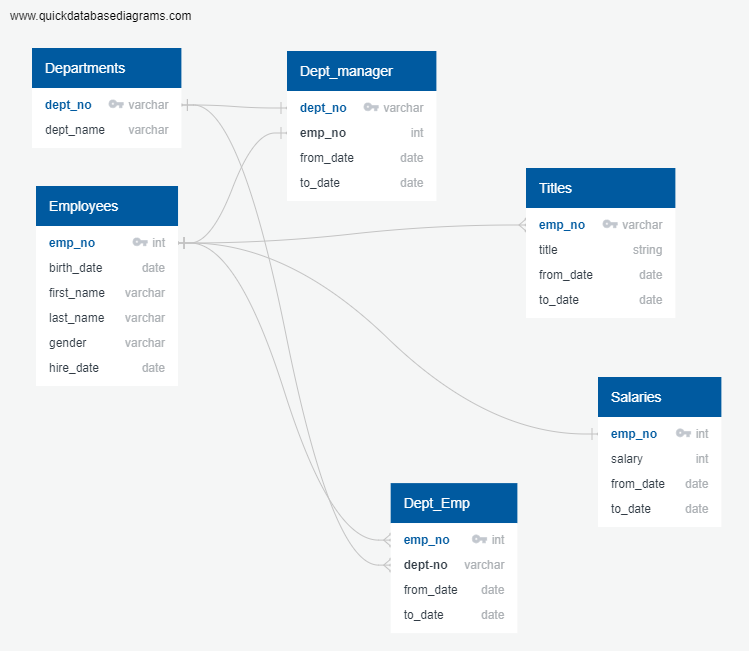 www.quickdatabasediagrams.com
Departments
dept_no varchar
dept_name varchar
Dept_manager
dept_no varchar
emp_no int
from_date date
to_date date
Employees
emp_no int
birth_date date
first_name varchar
last_name varchar
gender varchar
hire_date date
Titles
emp_no varchar
title string
from_date date
to_date date
Salaries
emp_no int
salary int
from_date date
to_date date
Dept_Emp
emp_no int
dept-no varchar
from_date date
to_date date